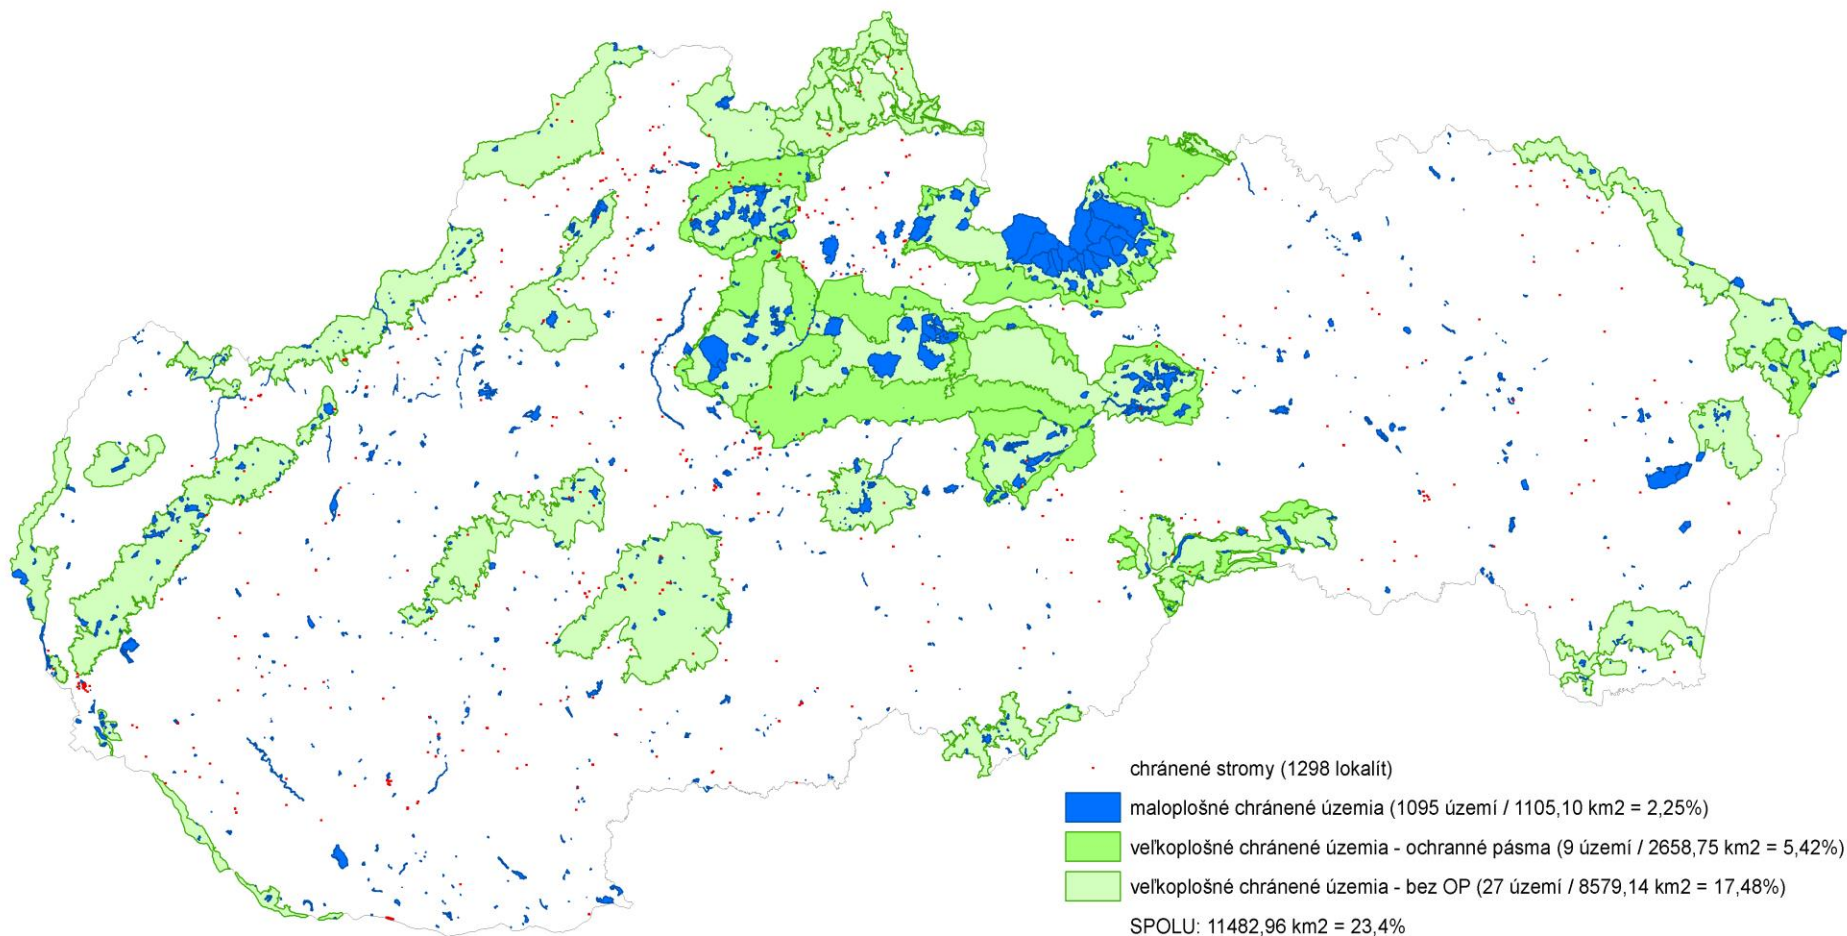 chránené stromy (1298 lokalít)
maloplošné chránené územia (1095 území / 1105,10 km2 = 2,25%)
veľkoplošné chránené územia - ochranné pásma (9 území / 2658,75 km2 = 5,42%)
veľkoplošné chránené územia - bez OP (27 území / 8579,14 km2 = 17,48%)
SPOLU: 11482,96 km2 = 23,4%